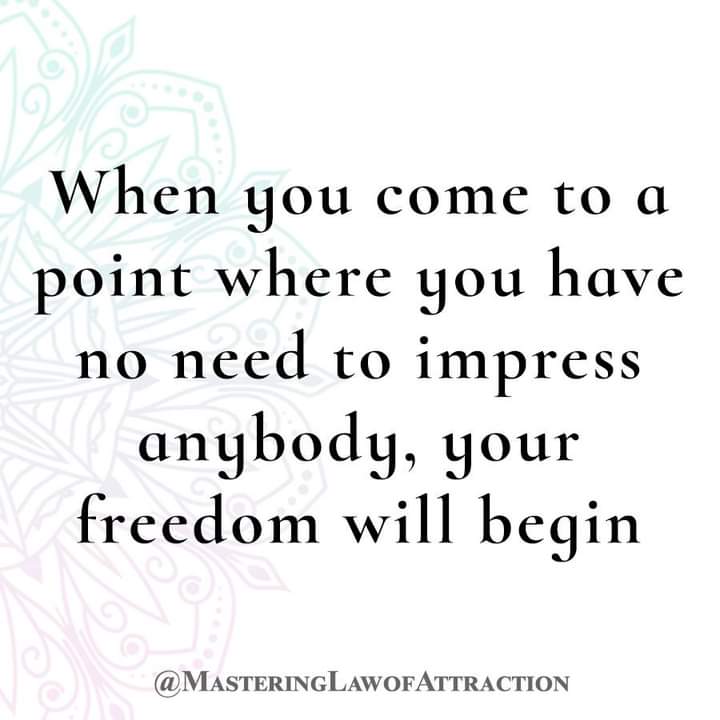 When you come to a
point where you have
no need to impress
anybody, your
freedom will begin
@MasteringLawofAttraction